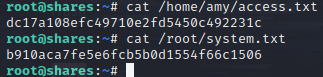 root@shares:~# cat /home/amy/access.txt
dc17a108efc49710e2fd5450c492231c
root@shares:~# cat /root/system.txt
b910aca7fe5e6fcb5b0d1554f66c1506
root@shares:~#